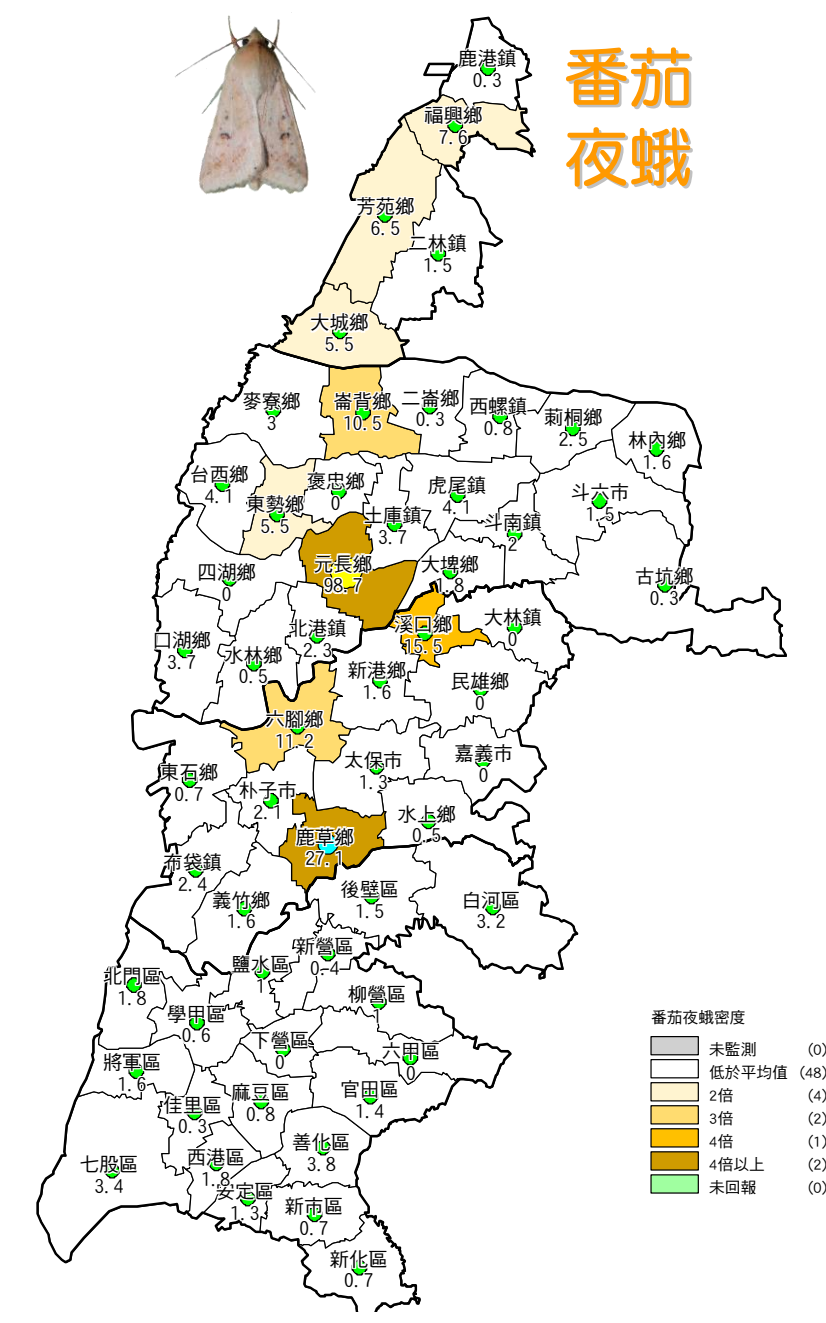 番茄
夜蛾
鹿港鎮
0.3
福興鄉
7.6
芳苑鄉
6.5
二林鎮
1.5
大城鄉
5.5
麥寮鄉
3
崙背鄉
10.5
二崙鄉
0.3
西螺鎮
0.8
莿桐鄉
2.5
林內鄉
1.6
台西鄉
4.1
東勢鄉
5.5
褒忠鄉
0
土庫鎮
3.7
虎尾鎮
4.1
斗南鎮
2
斗六市
1.5
四湖鄉
0
元長鄉
98.7
大埤鄉
1.8
古坑鄉
0.3
口湖鄉
3.7
水林鄉
0.5
北港鎮
2.3
溪口鄉
15.5
大林鎮
0
新港鄉
1.6
民雄鄉
0
六腳鄉
11.2
東石鄉
0.7
朴子市
2.1
太保市
1.3
嘉義市
0
鹿草鄉
27.1
水上鄉
0.5
布袋鎮
2.4
義竹鄉
1.6
後壁區
1.5
白河區
3.2
北門區
1.8
鹽水區
1
新營區
0.4
柳營區
1
學甲區
0.6
下營區
0
六甲區
0
將軍區
1.6
佳里區
0.3
麻豆區
0.8
官田區
1.4
七股區
3.4
西港區
1.8
善化區
3.8
安定區
1.3
新市區
0.7
新化區
0.7
番茄夜蛾密度
未監測 (0)
低於平均值 (48)
2倍 (4)
3倍 (2)
4倍 (1)
4倍以上 (2)
未回報 (0)